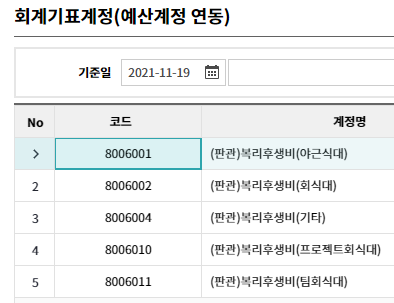 회계기표계정(예산계정 연동)
기준일 2021-11-19
No 코드 계정명
> 8006001 (판관)복리후생비(야근식대)
2 8006002 (판관)복리후생비(회식대)
3 8006004 (판관)복리후생비(기타)
4 8006010 (판관)복리후생비(프로젝트회식대)
5 8006011 (판관)복리후생비(팀회식대)